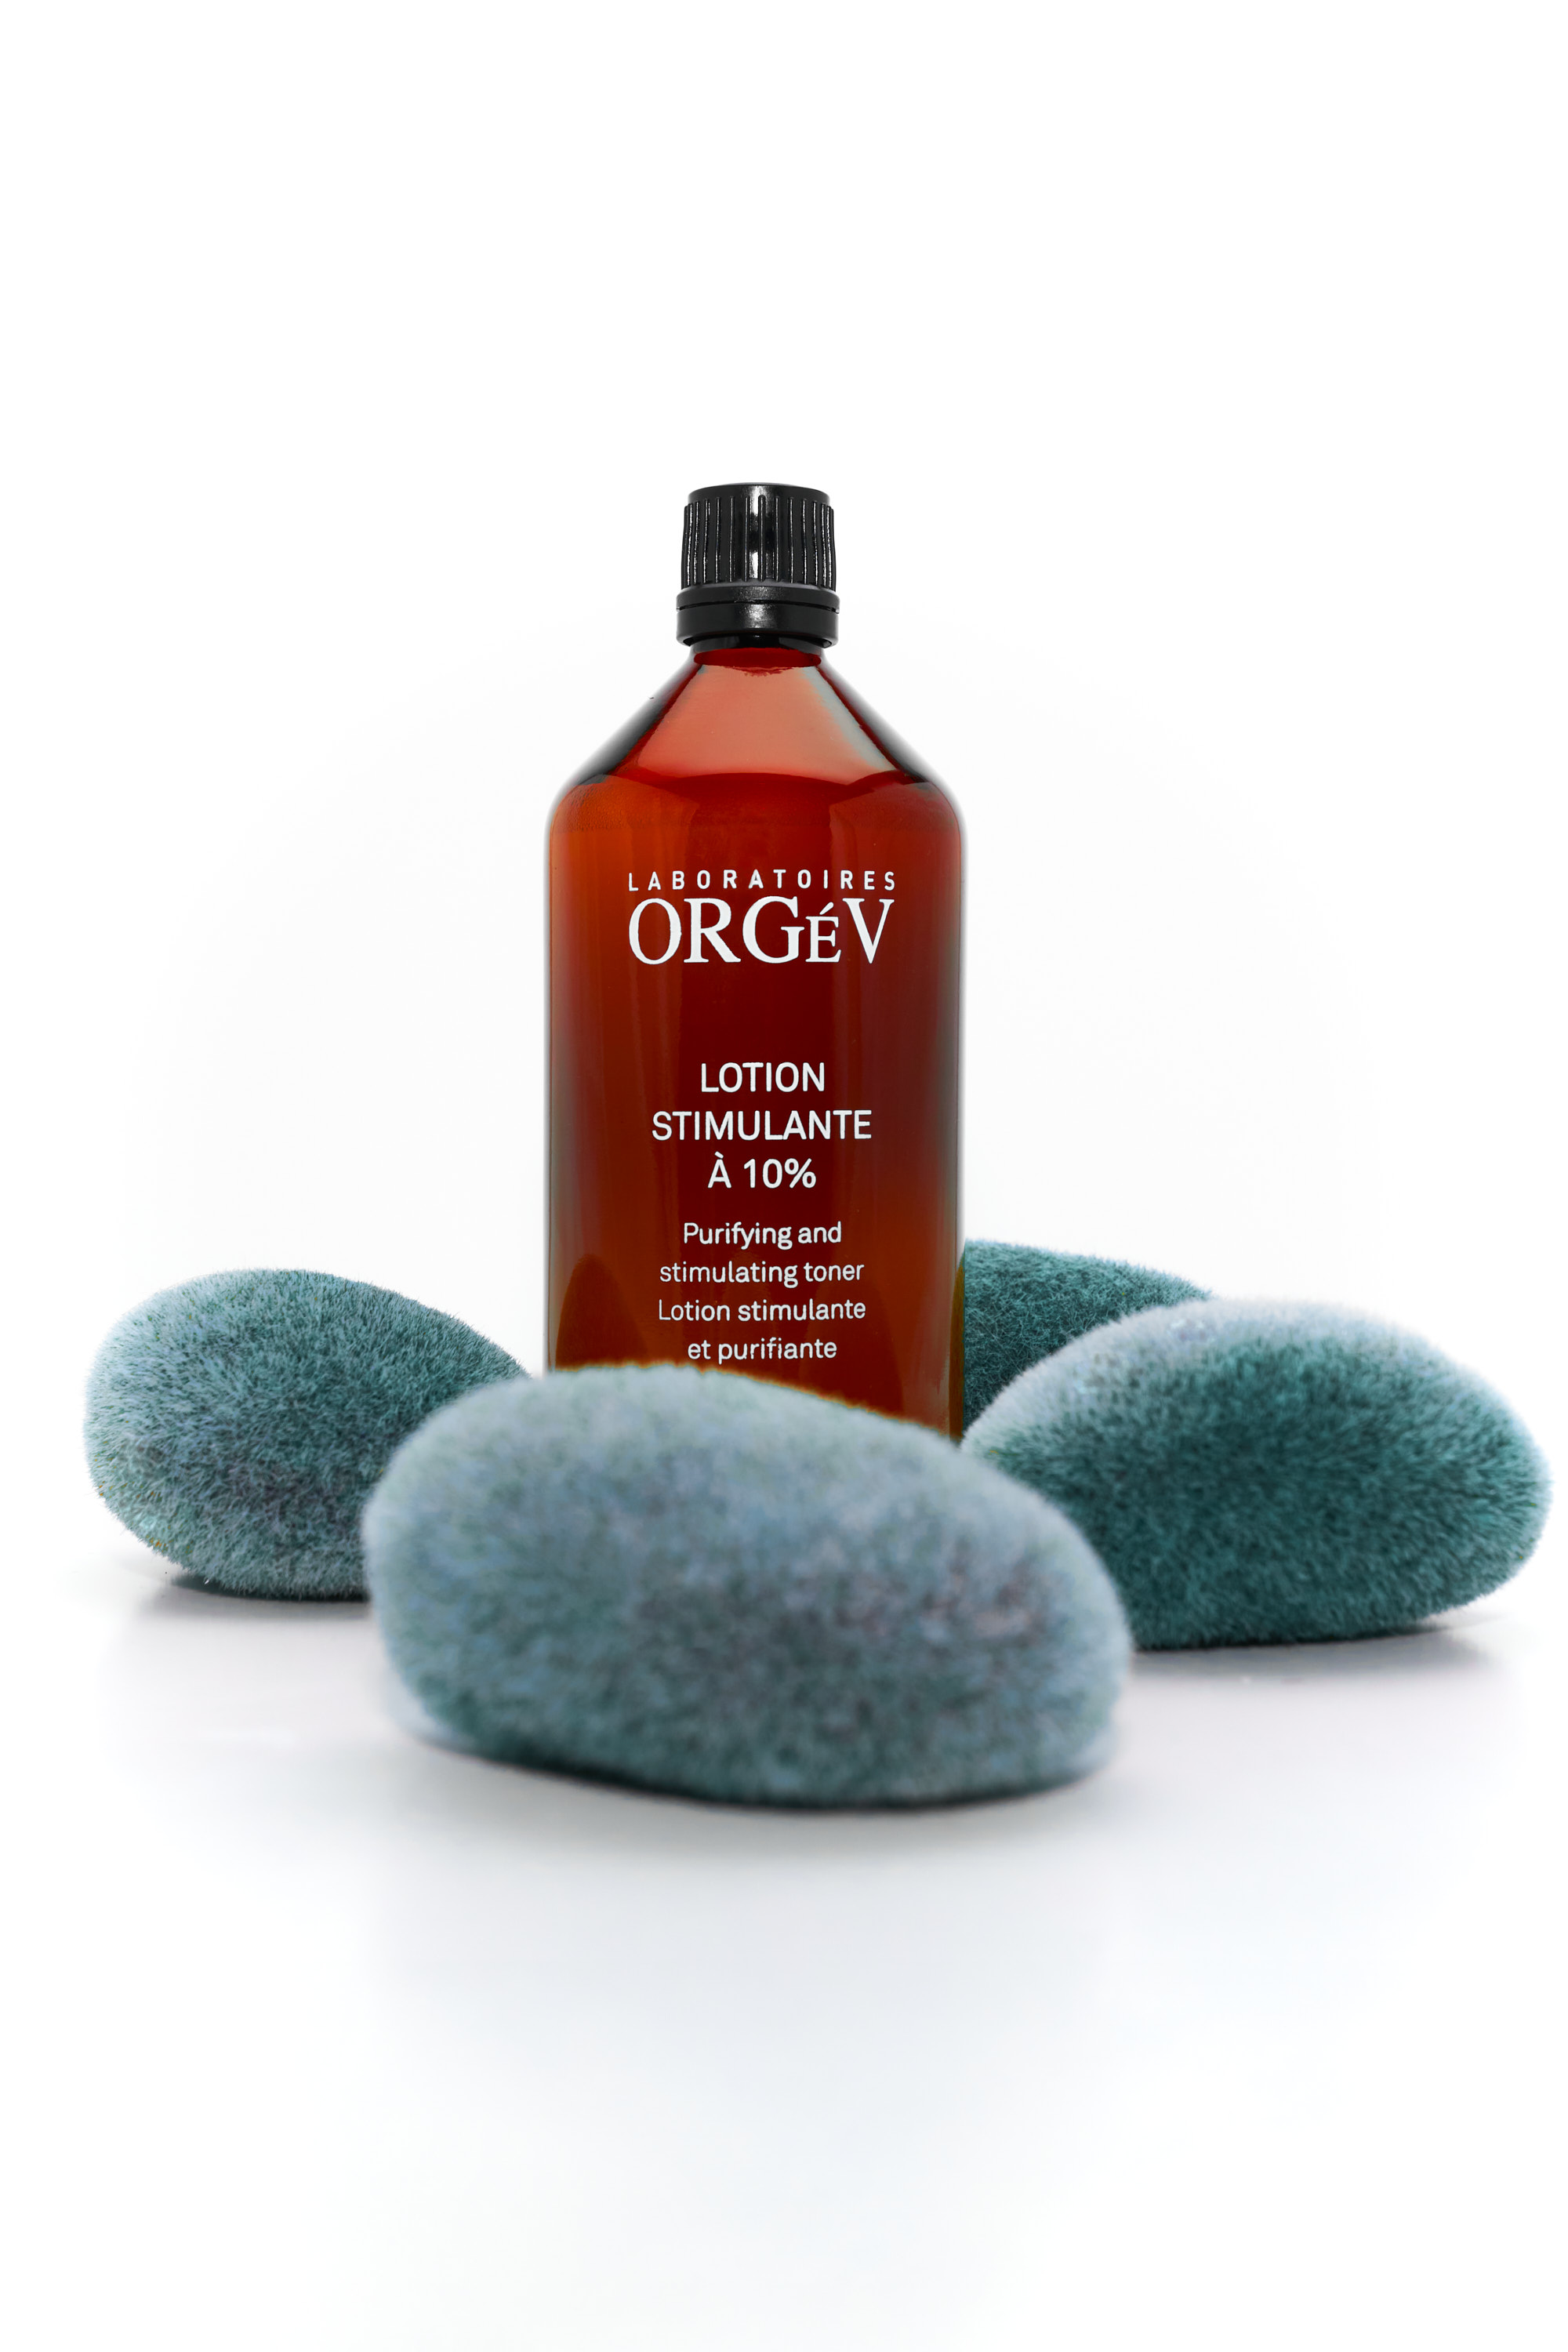 LABORATOIRES
ORGéV
LOTION
STIMULANTE
À 10%
Purifying and
stimulating toner
Lotion stimulante
et purifiante